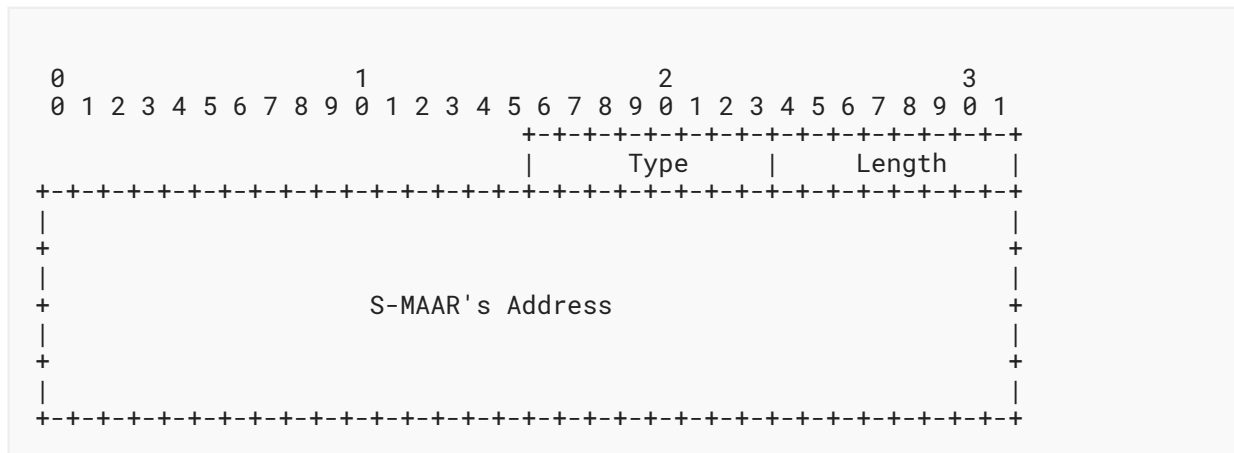 0                   1                   2                   3
 0 1 2 3 4 5 6 7 8 9 0 1 2 3 4 5 6 7 8 9 0 1 2 3 4 5 6 7 8 9 0 1
                                +-+-+-+-+-+-+-+-+-+-+-+-+-+-+-+-+
                                |      Type     |     Length    |
+-+-+-+-+-+-+-+-+-+-+-+-+-+-+-+-+-+-+-+-+-+-+-+-+-+-+-+-+-+-+-+-+
|                                                               |
+                                                               +
|                                                               |
+                     S-MAAR's Address                          +
|                                                               |
+                                                               +
|                                                               |
+-+-+-+-+-+-+-+-+-+-+-+-+-+-+-+-+-+-+-+-+-+-+-+-+-+-+-+-+-+-+-+-+